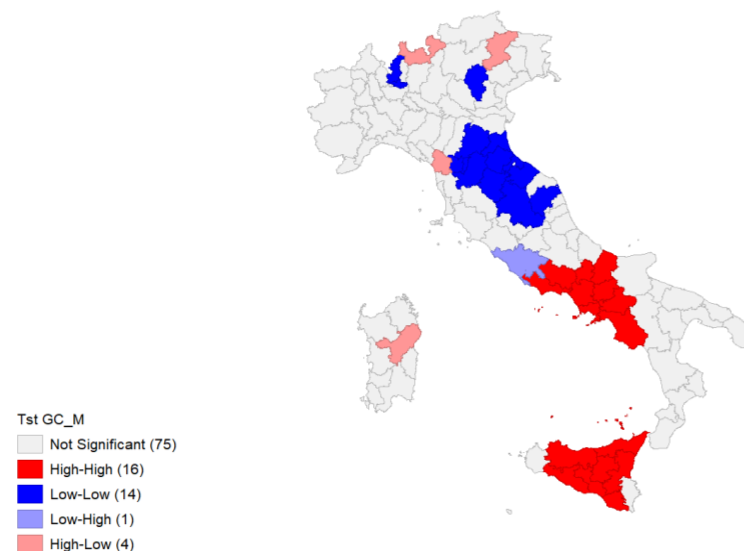 Tst GC_M
Not Significant (75)
High-High (16)
Low-Low (14)
Low-High (1)
High-Low (4)